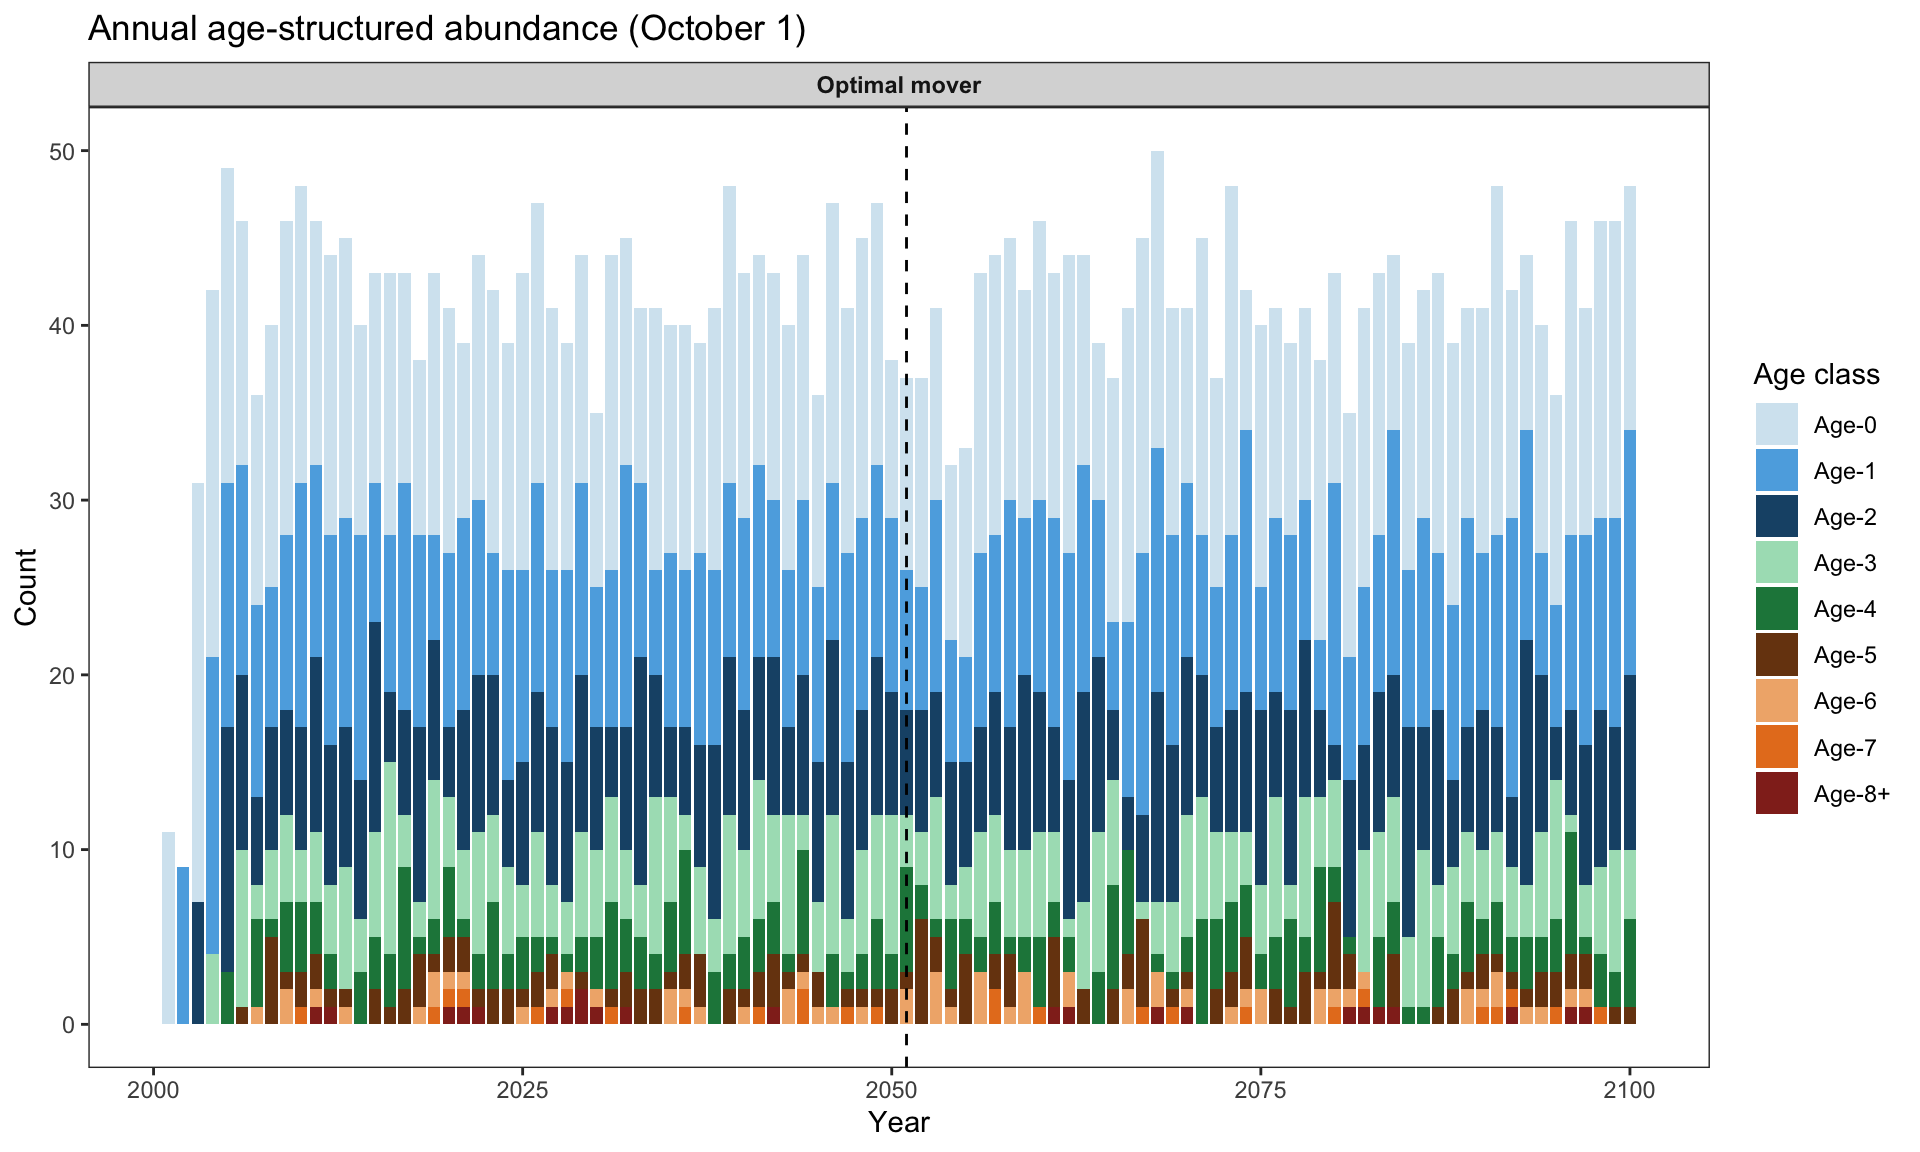 Annual age-structured abundance (October 1)
Optimal mover
50
40
30
20
10
0
Count
2000
2025
2050
2075
2100
Year
Age class
Age-0
Age-1
Age-2
Age-3
Age-4
Age-5
Age-6
Age-7
Age-8+